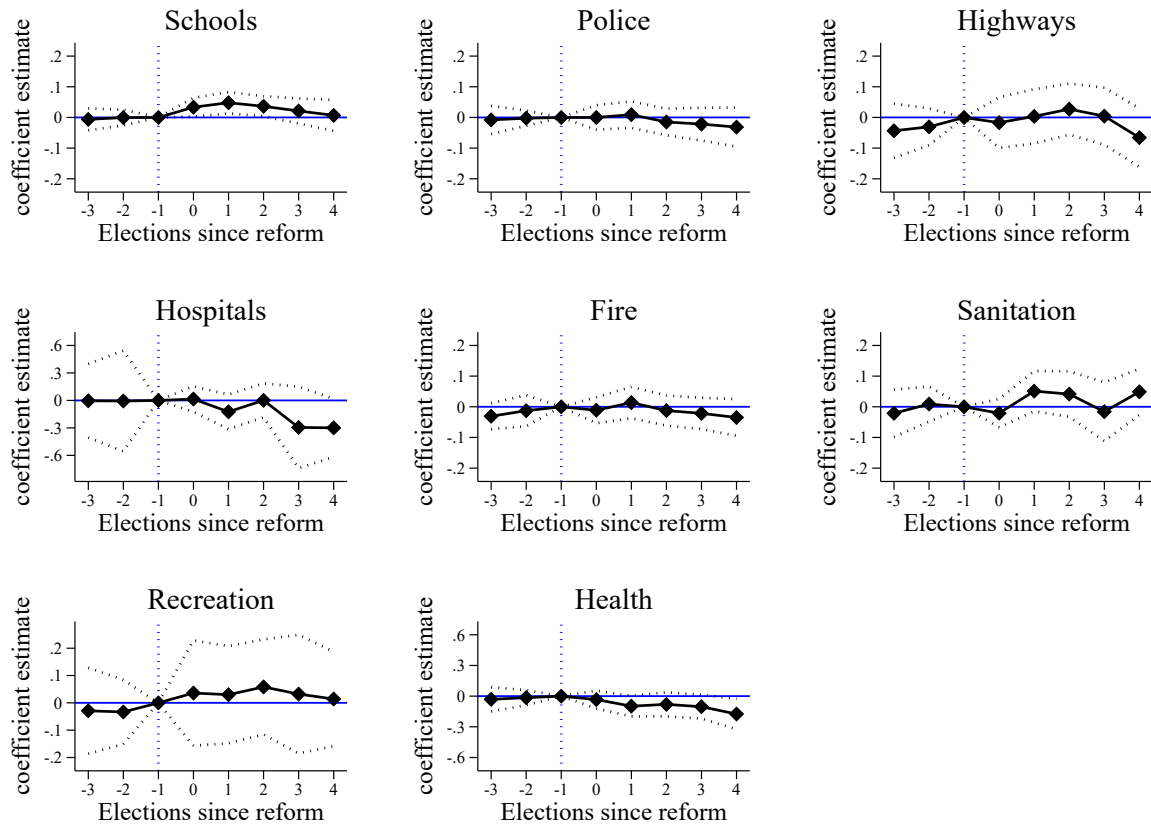 Schools
coefficient estimate
.2
.1
0
-.1
-.2
-3 -2 -1 0 1 2 3 4
Elections since reform
Police
coefficient estimate
.2
.1
0
-.1
-.2
-3 -2 -1 0 1 2 3 4
Elections since reform
Highways
coefficient estimate
.2
.1
0
-.1
-.2
-3 -2 -1 0 1 2 3 4
Elections since reform
Hospitals
coefficient estimate
.6
.3
0
-.3
-.6
-3 -2 -1 0 1 2 3 4
Elections since reform
Fire
coefficient estimate
.2
.1
0
-.1
-.2
-3 -2 -1 0 1 2 3 4
Elections since reform
Sanitation
coefficient estimate
.2
.1
0
-.1
-.2
-3 -2 -1 0 1 2 3 4
Elections since reform
Recreation
coefficient estimate
.2
.1
0
-.1
-.2
-3 -2 -1 0 1 2 3 4
Elections since reform
Health
coefficient estimate
.6
.3
0
-.3
-.6
-3 -2 -1 0 1 2 3 4
Elections since reform